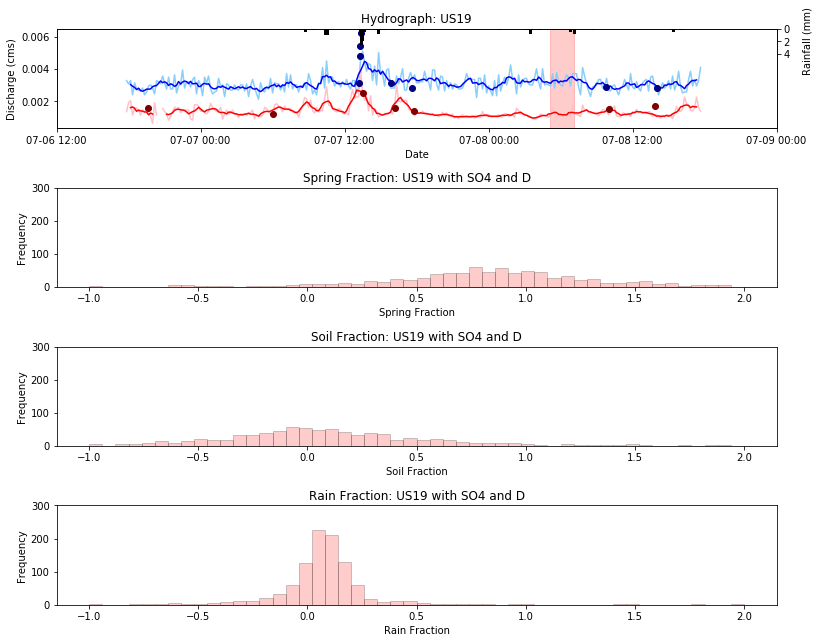 Hydrograph: US19
0.006
0.004
0.002
Discharge (cms)
0
2
4
Rainfall (mm)
07-06 12:00 07-07 00:00 07-07 12:00 07-08 00:00 07-08 12:00 07-09 00:00
Date
Spring Fraction: US19 with SO4 and D
300
200
100
0
Frequency
−1.0 −0.5 0.0 0.5 1.0 1.5 2.0
Spring Fraction
Soil Fraction: US19 with SO4 and D
300
200
100
0
Frequency
−1.0 −0.5 0.0 0.5 1.0 1.5 2.0
Soil Fraction
Rain Fraction: US19 with SO4 and D
300
200
100
0
Frequency
−1.0 −0.5 0.0 0.5 1.0 1.5 2.0
Rain Fraction